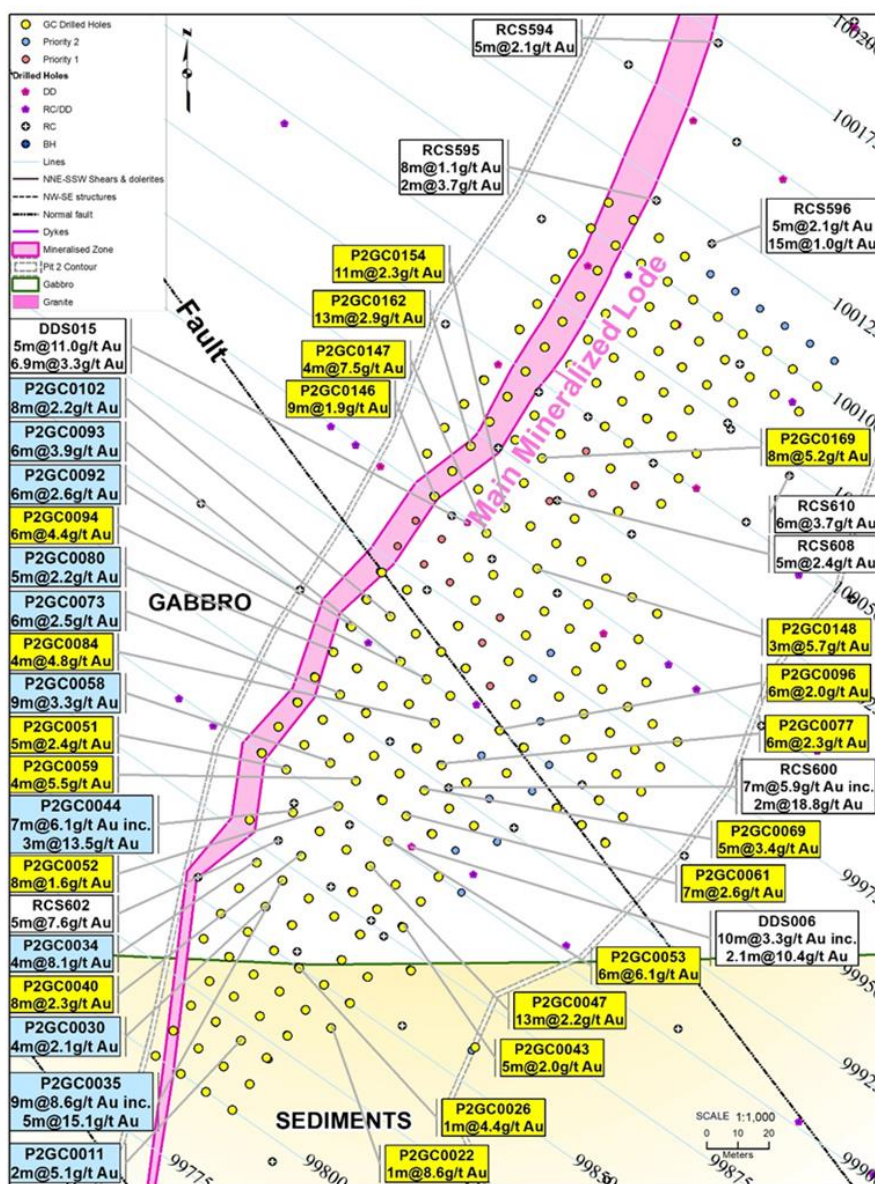 GC Drilled Holes
Priority 2
Priority 1
Drilled Holes
DD
RC/DD
RC
BH
Lines
NNE-SSW Shears & dolerites
NW-SE structures
Normal fault
Dykes
Mineralised Zone
Pit 2 Contour
Gabbro
Granite
N
RCS594
5m@2.1g/t Au
RCS595
8m@1.1g/t Au
2m@3.7g/t Au
RCS596
5m@2.1g/t Au
15m@1.0g/t Au
P2GC0154
11m@2.3g/t Au
P2GC0162
13m@2.9g/t Au
P2GC0147
4m@7.5g/t Au
P2GC0146
9m@1.9g/t Au
Fault
Main Mineralized Lode
DDS015
5m@11.0g/t Au
6.9m@3.3g/t Au
P2GC0102
8m@2.2g/t Au
P2GC0093
6m@3.9g/t Au
P2GC0092
6m@2.6g/t Au
P2GC0094
6m@4.4g/t Au
P2GC0080
5m@2.2g/t Au
P2GC0073
6m@2.5g/t Au
P2GC0084
4m@4.8g/t Au
P2GC0058
9m@3.3g/t Au
P2GC0051
5m@2.4g/t Au
P2GC0059
4m@5.5g/t Au
P2GC0044
7m@6.1g/t Au inc.
3m@13.5g/t Au
P2GC0052
8m@1.6g/t Au
RCS602
5m@7.6g/t Au
P2GC0034
4m@8.1g/t Au
P2GC0040
8m@2.3g/t Au
P2GC0030
4m@2.1g/t Au
P2GC0035
9m@8.6g/t Au inc.
5m@15.1g/t Au
P2GC0011
2m@5.1g/t Au
GABBRO
SEDIMENTS
P2GC0169
8m@5.2g/t Au
RCS610
6m@3.7g/t Au
RCS608
5m@2.4g/t Au
P2GC0148
3m@5.7g/t Au
P2GC0096
6m@2.0g/t Au
P2GC0077
6m@2.3g/t Au
RCS600
7m@5.9g/t Au inc.
2m@18.8g/t Au
P2GC0069
5m@3.4g/t Au
P2GC0061
7m@2.6g/t Au
DDS006
10m@3.3g/t Au inc.
2.1m@10.4g/t Au
P2GC0053
6m@6.1g/t Au
P2GC0047
13m@2.2g/t Au
P2GC0043
5m@2.0g/t Au
P2GC0026
1m@4.4g/t Au
P2GC0022
1m@8.6g/t Au
SCALE 1:1,000
0 10 20
Meters
99775
99800
99850
99875